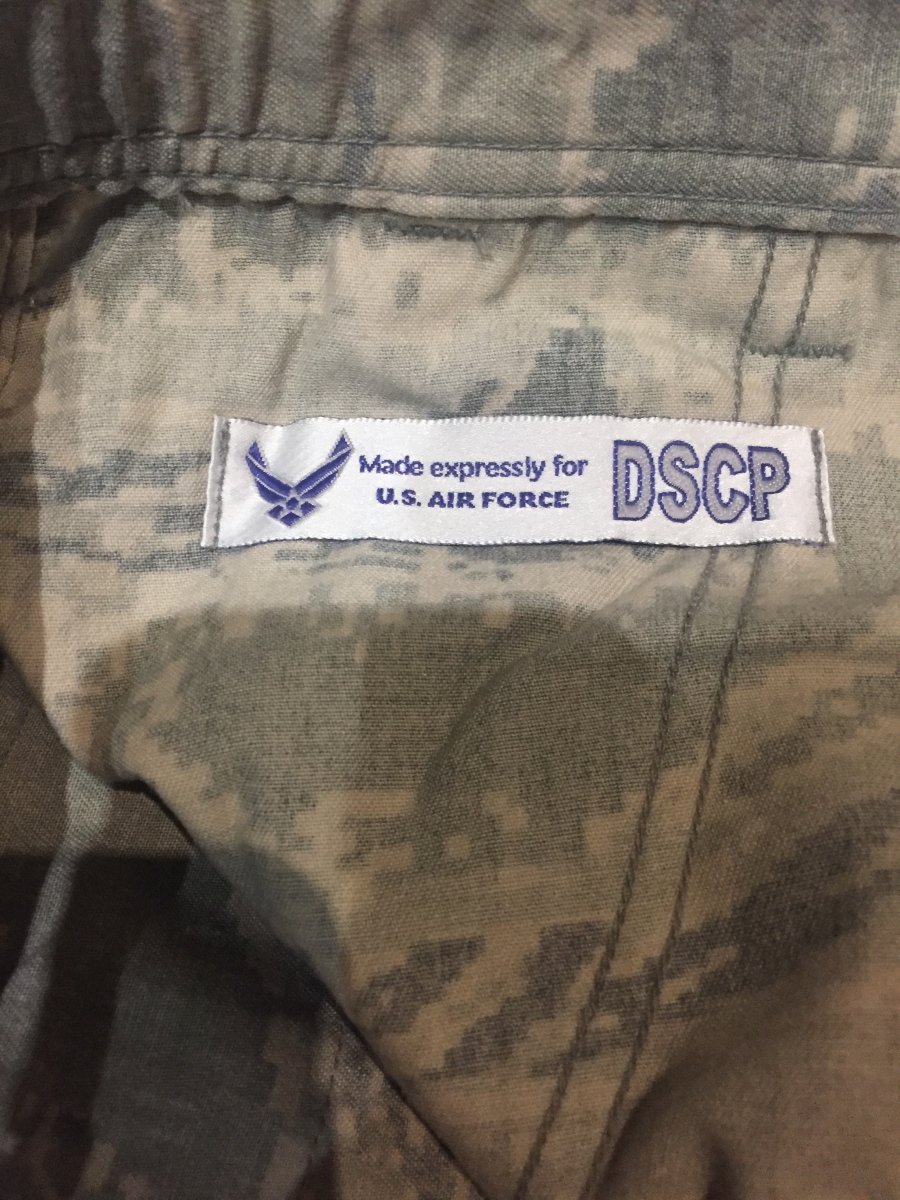 Made expressly for
U.S. AIR FORCE
DSCP